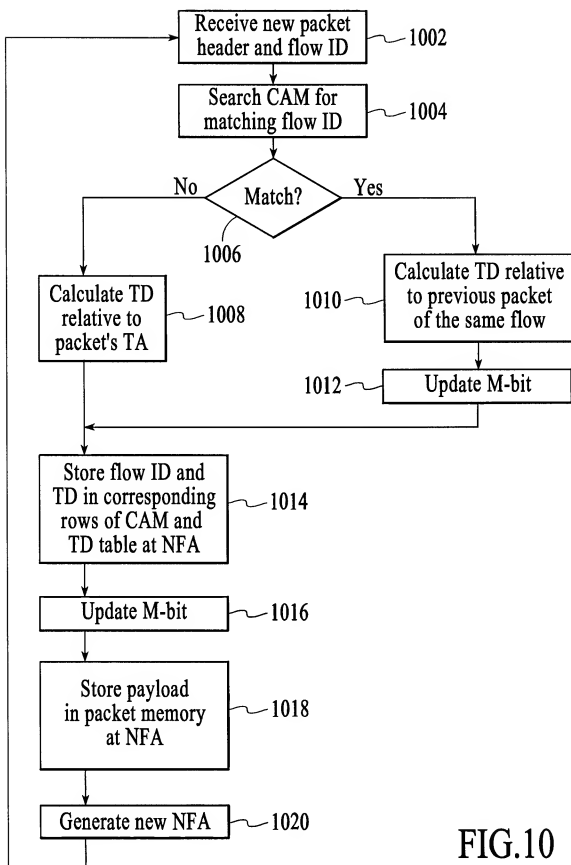 Receive new packet
header and flow ID
1002
Search CAM for
matching flow ID
1004
No
Match?
Yes
1006
Calculate TD
relative to
packet's TA
1008
1010
Calculate TD relative
to previous packet
of the same flow
1012
Update M-bit
Store flow ID and
TD in corresponding
rows of CAM and
TD table at NFA
1014
Update M-bit
1016
Store payload
in packet memory
at NFA
1018
Generate new NFA
1020
FIG.10